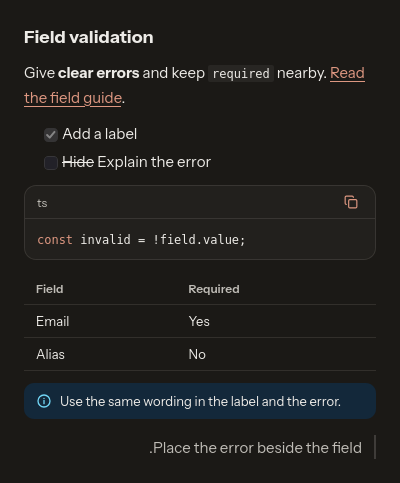 Field validation
Give clear errors and keep required nearby. Read
the field guide.
Add a label
Hide Explain the error
ts
const invalid = !field.value;
Field Required
Email Yes
Alias No
Use the same wording in the label and the error.
.Place the error beside the field